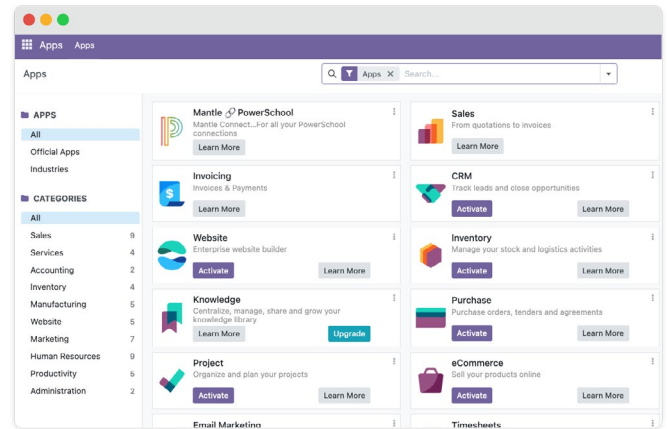 Apps Apps
Apps
Apps X Search...
APPS
All
Official Apps
Industries
CATEGORIES
All
Sales 9
Services 4
Accounting 2
Inventory 4
Manufacturing 5
Website 5
Marketing 7
Human Resources 9
Productivity 5
Administration 2
Mantle PowerSchool
Mantle Connect...For all your PowerSchool
connections
Learn More
Sales
From quotations to invoices
Learn More
$
Invoicing
Invoices & Payments
Learn More
CRM
Track leads and close opportunities
Activate Learn More
Website
Enterprise website builder
Activate Learn More
Inventory
Manage your stock and logistics activities
Activate Learn More
Knowledge
Centralize, manage, share and grow your
knowledge library
Learn More Upgrade
Purchase
Purchase orders, tenders and agreements
Activate Learn More
Project
Organize and plan your projects
Activate Learn More
eCommerce
Sell your products online
Activate Learn More
Email Marketing
Timesheets